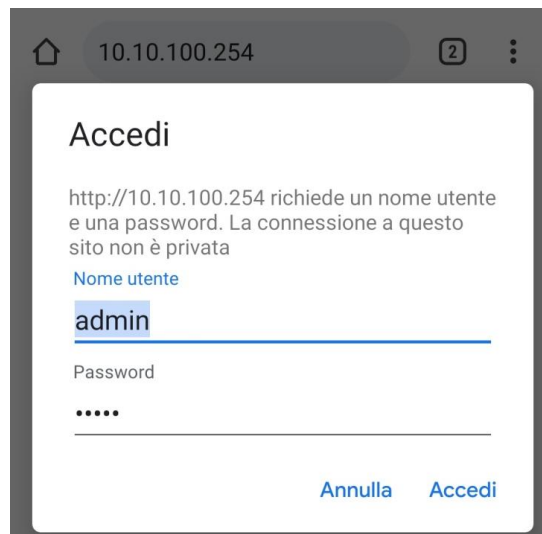 10.10.100.254
2
Accedi
http://10.10.100.254 richiede un nome utente
e una password. La connessione a questo
sito non è privata
Nome utente
admin
Password
•••••
Annulla Accedi